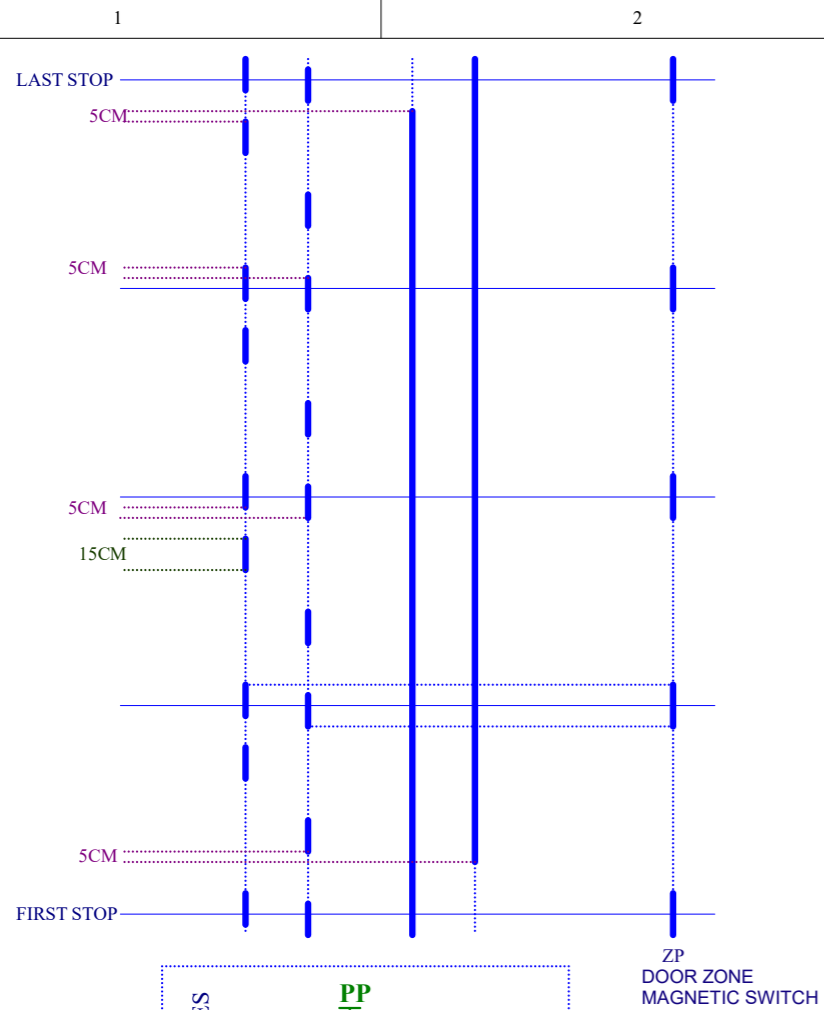 1
2
LAST STOP
5CM
5CM
5CM
15CM
5CM
FIRST STOP
ZP
DOOR ZONE
MAGNETIC SWITCH
PP